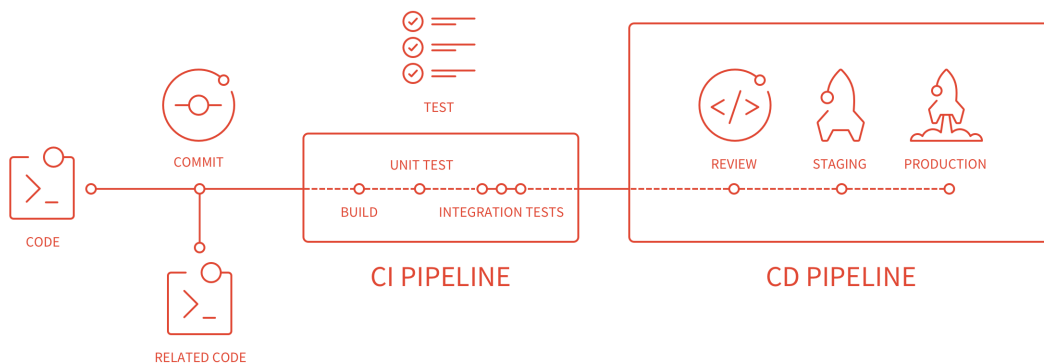 TEST
COMMIT
UNIT TEST
REVIEW
STAGING
PRODUCTION
BUILD
INTEGRATION TESTS
CODE
CI PIPELINE
CD PIPELINE
RELATED CODE